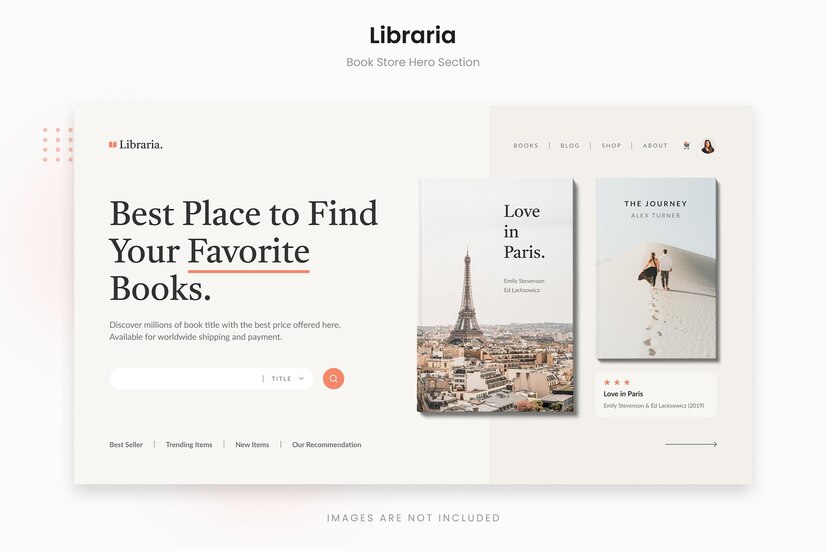 Libraria
Book Store Hero Section
Libraria.
BOOKS | BLOG | SHOP | ABOUT
Best Place to Find
Your Favorite
Books.
Discover millions of book title with the best price offered here.
Available for worldwide shipping and payment.
TITLE
Best Seller | Trending Items | New Items | Our Recommendation
Love
in
Paris.
Emily Stevenson
Ed Lacksowicz
THE JOURNEY
ALEX TURNER
Love in Paris
Emily Stevenson & Ed Lacksowicz (2019)
IMAGES ARE NOT INCLUDED